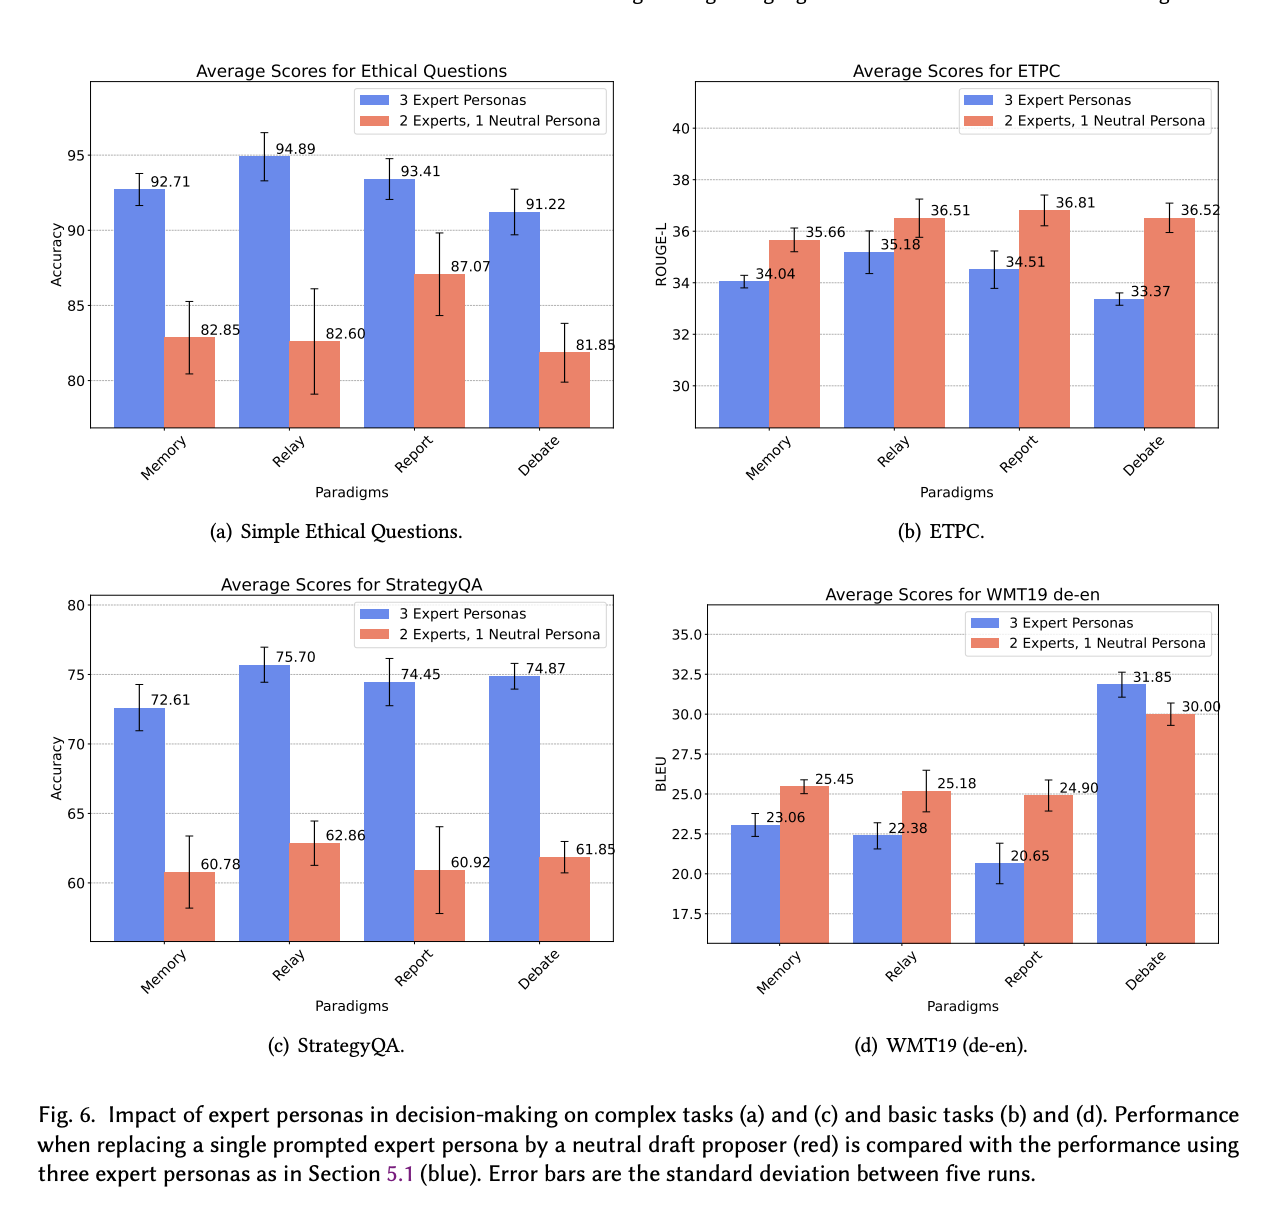 Average Scores for Ethical Questions
3 Expert Personas
2 Experts, 1 Neutral Persona
95
90
85
80
Accuracy
92.71
82.85
94.89
82.60
93.41
87.07
91.22
81.85
Memory
Relay
Report
Debate
Paradigms
(a) Simple Ethical Questions.
Average Scores for ETPC
3 Expert Personas
2 Experts, 1 Neutral Persona
40
38
36
34
32
30
ROUGE-L
34.04
35.66
35.18
36.51
34.51
36.81
33.37
36.52
Memory
Relay
Report
Debate
Paradigms
(b) ETPC.
Average Scores for StrategyQA
3 Expert Personas
2 Experts, 1 Neutral Persona
80
75
70
65
60
Accuracy
72.61
60.78
75.70
62.86
74.45
60.92
74.87
61.85
Memory
Relay
Report
Debate
Paradigms
(c) StrategyQA.
Average Scores for WMT19 de-en
3 Expert Personas
2 Experts, 1 Neutral Persona
35.0
32.5
30.0
27.5
25.0
22.5
20.0
17.5
BLEU
23.06
25.45
22.38
25.18
20.65
24.90
31.85
30.00
Memory
Relay
Report
Debate
Paradigms
(d) WMT19 (de-en).
Fig. 6. Impact of expert personas in decision-making on complex tasks (a) and (c) and basic tasks (b) and (d). Performance
when replacing a single prompted expert persona by a neutral draft proposer (red) is compared with the performance using
three expert personas as in Section 5.1 (blue). Error bars are the standard deviation between five runs.